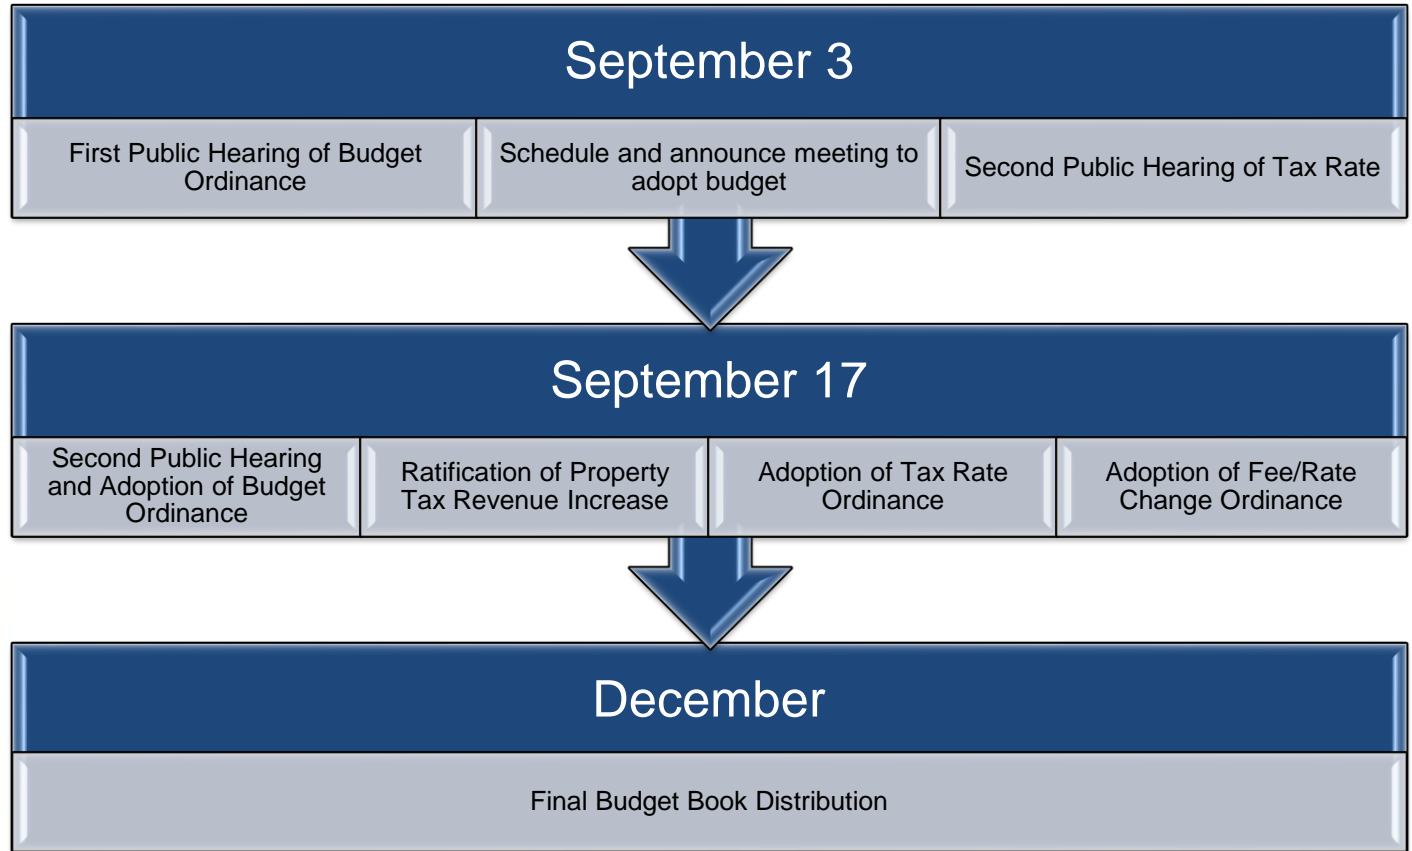 September 3
First Public Hearing of Budget
Ordinance
Schedule and announce meeting to
adopt budget
Second Public Hearing of Tax Rate
September 17
Second Public Hearing
and Adoption of Budget
Ordinance
Ratification of Property
Tax Revenue Increase
Adoption of Tax Rate
Ordinance
Adoption of Fee/Rate
Change Ordinance
December
Final Budget Book Distribution